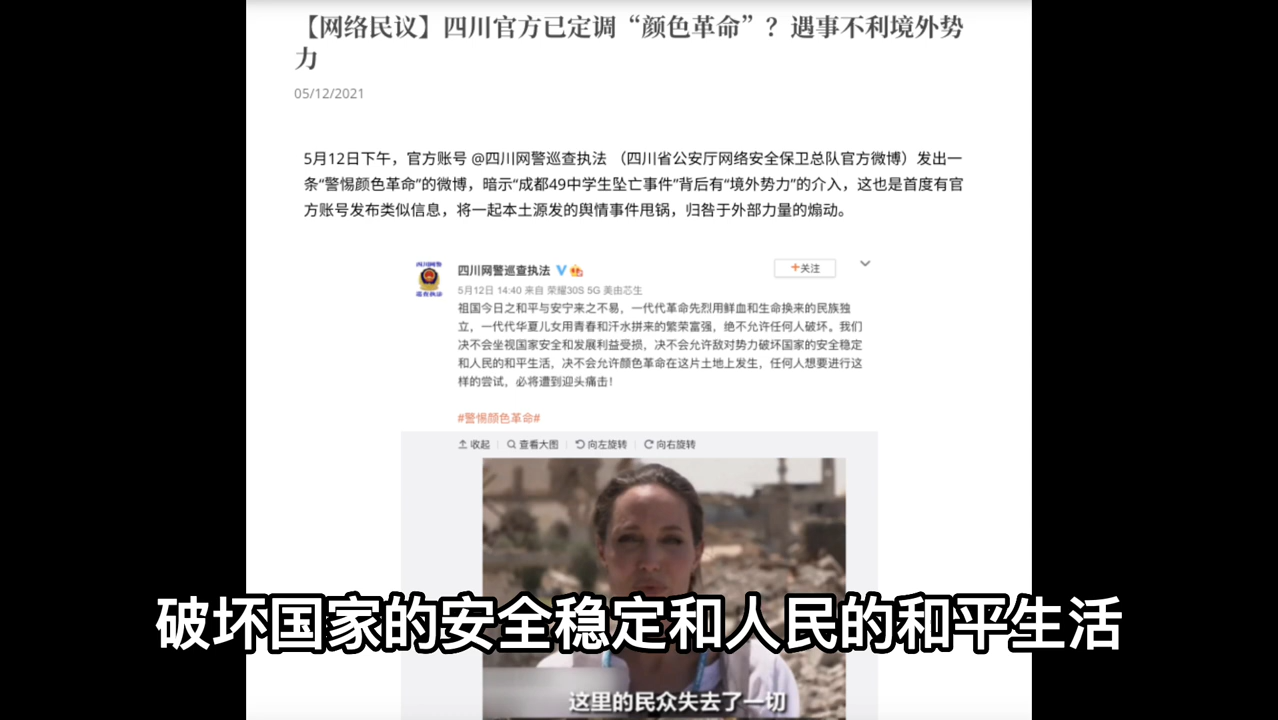 【网络民议】四川官方已定调“颜色革命”？遇事不利境外势
力
05/12/2021
5月12日下午，官方账号 @四川网警巡查执法 （四川省公安厅网络安全保卫总队官方微博）发出一
条“警惕颜色革命”的微博，暗示“成都49中学生坠亡事件”背后有“境外势力”的介入，这也是首度有官
方账号发布类似信息，将一起本土源发的舆情事件甩锅，归咎于外部力量的煽动。
四川网警
巡查执法
四川网警巡查执法
+关注
5月12日 14:40 来自 荣耀30S 5G 美由芯生
祖国今日之和平与安宁来之不易，一代代革命先烈用鲜血和生命换来的民族独
立，一代代华夏儿女用青春和汗水拼来的繁荣富强，绝不允许任何人破坏。我们
决不会坐视国家安全和发展利益受损，决不会允许敌对势力破坏国家的安全稳定
和人民的和平生活，决不会允许颜色革命在这片土地上发生，任何人想要进行这
样的尝试，必将遭到迎头痛击！
#警惕颜色革命#
收起 查看大图 向左旋转 向右旋转
破坏国家的安全稳定和人民的和平生活
这里的民众失去了一切